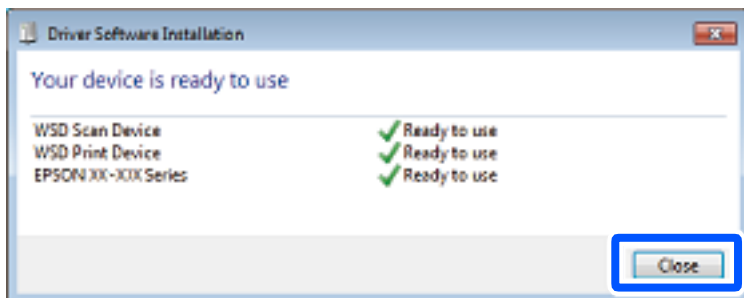 Driver Software Installation
Your device is ready to use
WSD Scan Device Ready to use
WSD Print Device Ready to use
EPSON XX-XXX Series Ready to use
Close